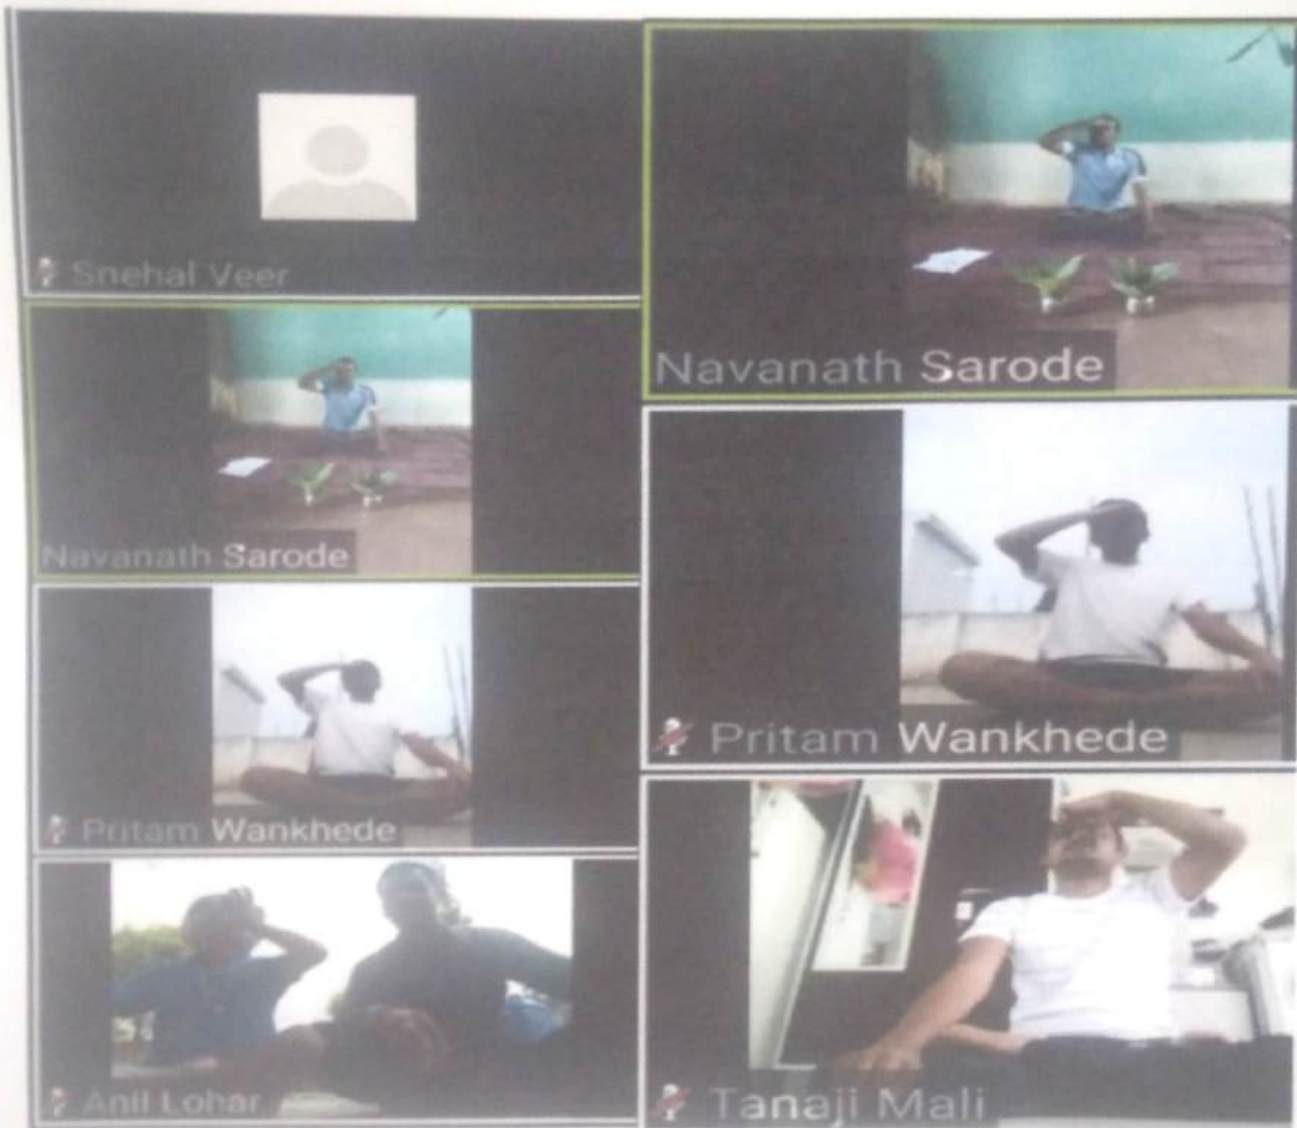 Snehal Veer
Navanath Sarode
Pritam Wankhede
Anil Lohar
Navanath Sarode
Pritam Wankhede
Tanaji Mali